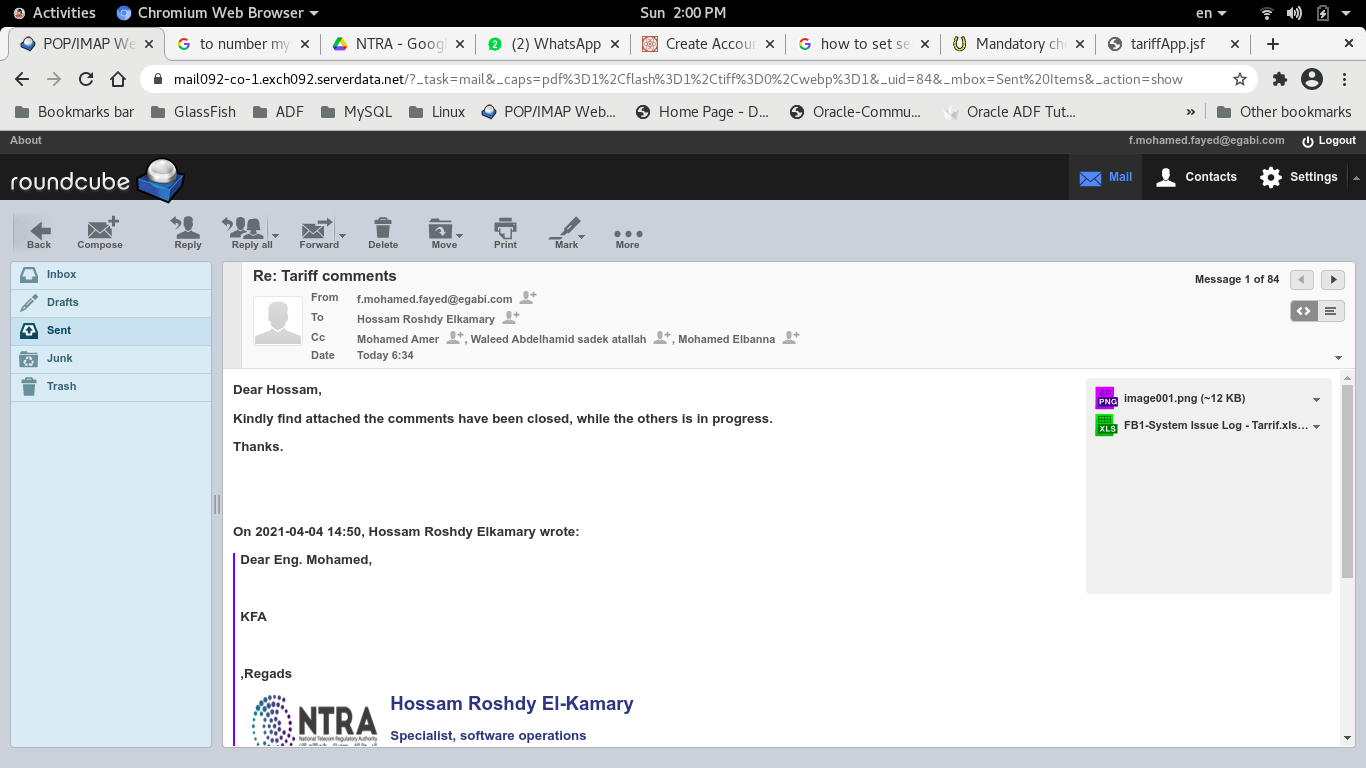 Activities Chromium Web Browser Sun 2:00 PM en
POP/IMAP We to number my NTRA - Goog (2) WhatsApp Create Accour how to set se Mandatory ch tariffApp.jsf
mail092-co-1.exch092.serverdata.net/?_task=mail&_caps=pdf%3D1%2Cflash%3D1%2Ctiff%3D0%2Cwebp%3D1&_uid=84&_mbox=Sent%20Items&_action=show
Bookmarks bar GlassFish ADF MySQL Linux POP/IMAP Web... Home Page - D... Oracle-Commu... Oracle ADF Tut... » Other bookmarks
About f.mohamed.fayed@egabi.com Logout
roundcube Mail Contacts Settings
Back Compose Reply Reply all Forward Delete Move Print Mark More
Inbox
Drafts
Sent
Junk
Trash
Re: Tariff comments
Message 1 of 84
From f.mohamed.fayed@egabi.com
To Hossam Roshdy Elkamary
Cc Mohamed Amer , Waleed Abdelhamid sadek atallah , Mohamed Elbanna
Date Today 6:34
Dear Hossam,
Kindly find attached the comments have been closed, while the others is in progress.
Thanks.
PNG image001.png (~12 KB)
XLS FB1-System Issue Log - Tarrif.xls...
On 2021-04-04 14:50, Hossam Roshdy Elkamary wrote:
Dear Eng. Mohamed,
KFA
,Regads
NTRA
National Telecom Regulatory Authority
Hossam Roshdy El-Kamary
Specialist, software operations